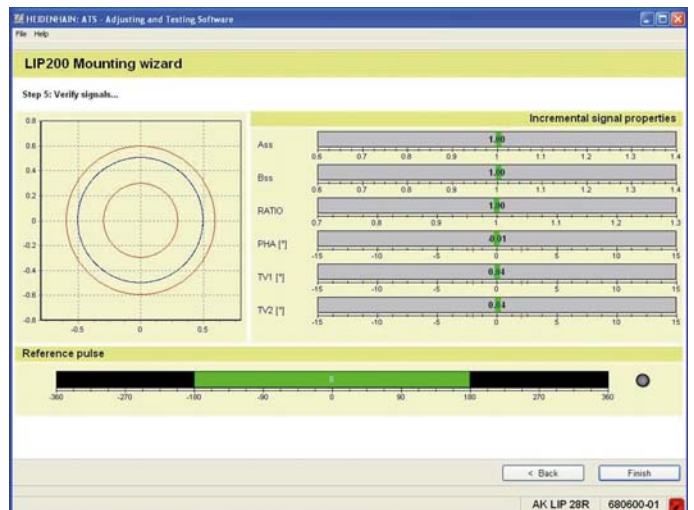 HEIDENHAIN: ATS - Adjusting and Testing Software
File Help
LIP200 Mounting wizard
Step 5: Verify signals...
Incremental signal properties
0.8
0.6
0.4
0.2
0
-0.2
-0.4
-0.6
-0.8
-0.5 0 0.5
Ass 1.00
0.6 0.7 0.8 0.9 1 1.1 1.2 1.3 1.4
Bss 1.00
0.6 0.7 0.8 0.9 1 1.1 1.2 1.3 1.4
RATIO 1.00
0.7 0.8 0.9 1 1.1 1.2 1.3
PHA [°] -0.01
-15 -10 -5 0 5 10 15
TV1 [°] 0.04
-15 -10 -5 0 5 10 15
TV2 [°] 0.04
-15 -10 -5 0 5 10 15
Reference pulse
-360 -270 -180 -90 0 90 180 270 360
< Back Finish
AK LIP 28R 680600-01